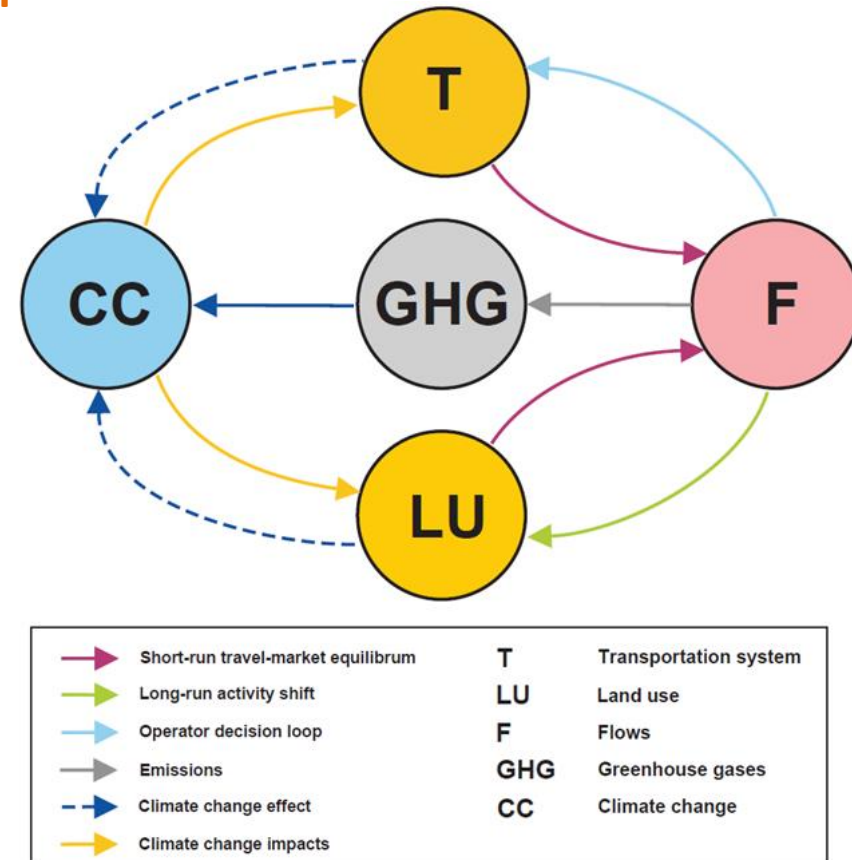 T
CC
GHG
F
LU
Short-run travel-market equilibrum T Transportation system
Long-run activity shift LU Land use
Operator decision loop F Flows
Emissions GHG Greenhouse gases
Climate change effect CC Climate change
Climate change impacts